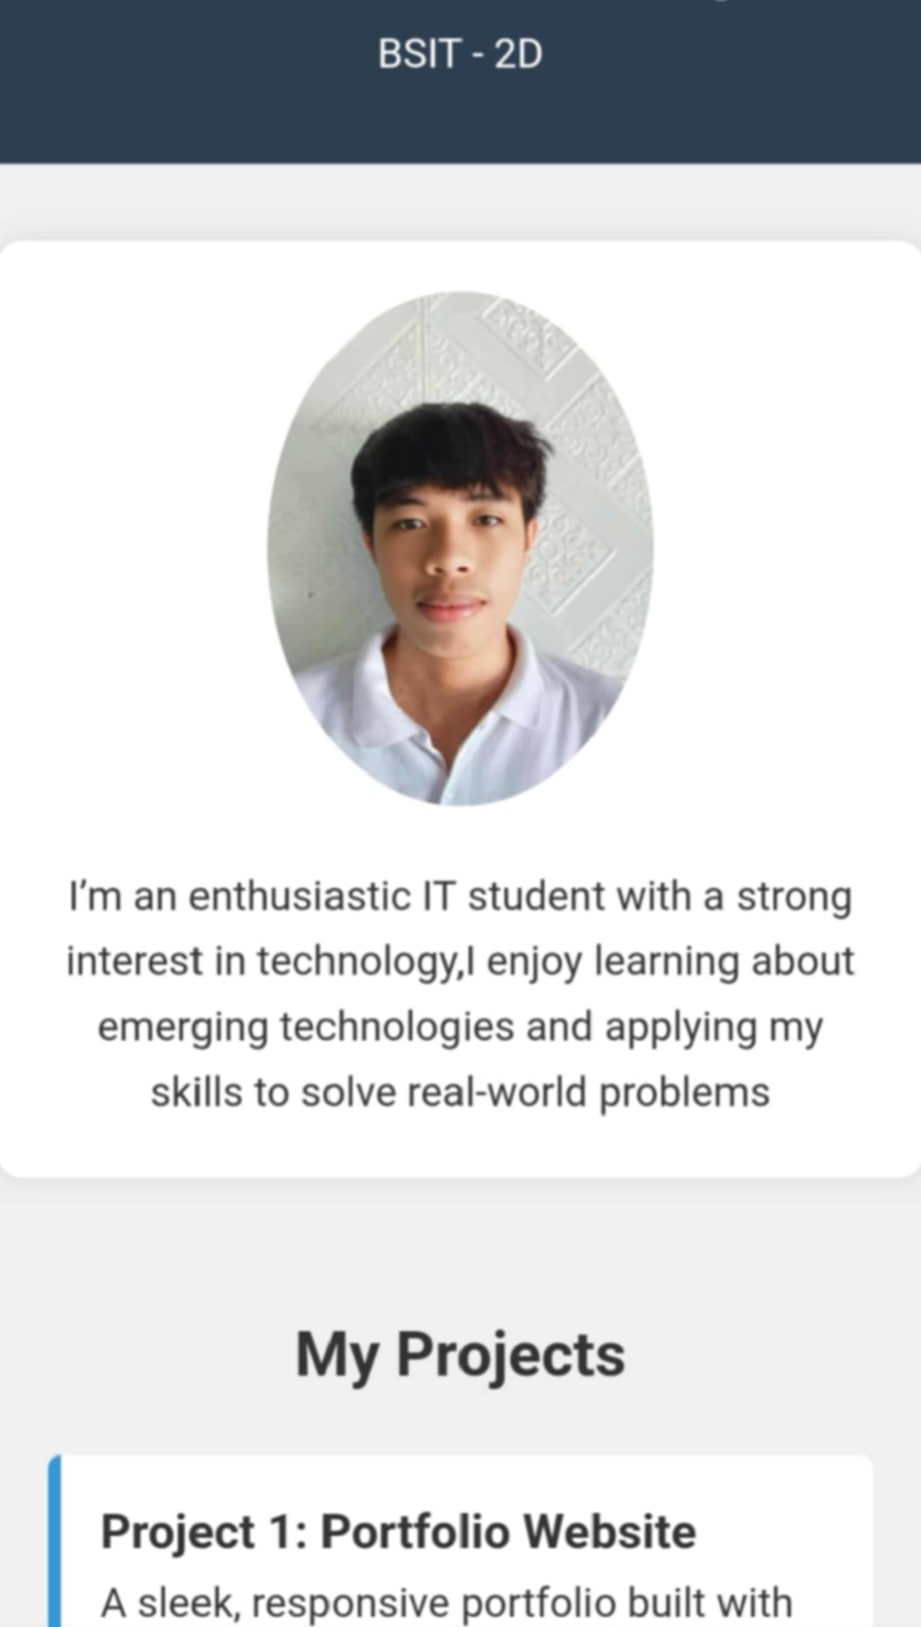 BSIT - 2D
I’m an enthusiastic IT student with a strong
interest in technology,I enjoy learning about
emerging technologies and applying my
skills to solve real-world problems
My Projects
Project 1: Portfolio Website
A sleek, responsive portfolio built with